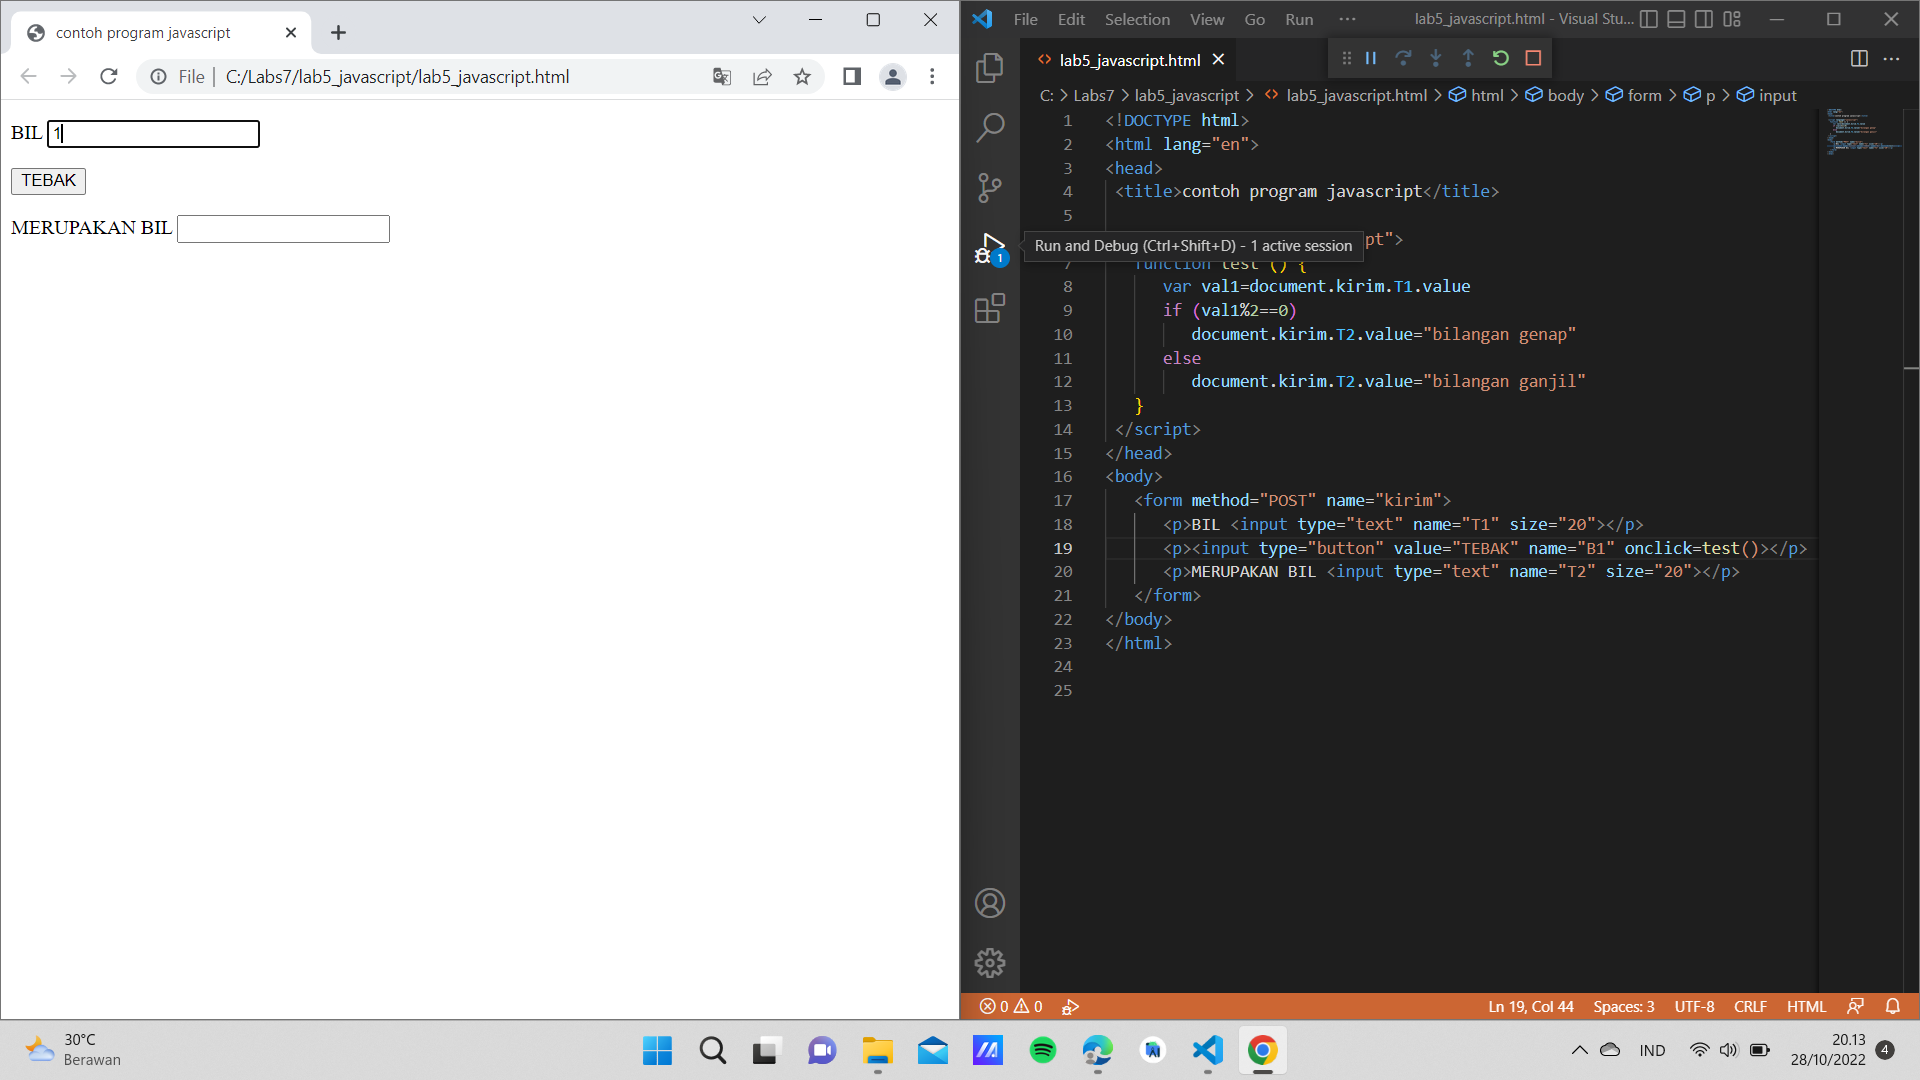 contoh program javascript
File
C:/Labs7/lab5_javascript/lab5_javascript.html
BIL 1
TEBAK
MERUPAKAN BIL
File Edit Selection View Go Run ···
lab5_javascript.html - Visual Stu...
lab5_javascript.html
C: > Labs7 > lab5_javascript > lab5_javascript.html > html > body > form > p > input
1 <!DOCTYPE html>
2 <html lang="en">
3 <head>
4 <title>contoh program javascript</title>
5
pt">
Run and Debug (Ctrl+Shift+D) - 1 active session
1
7 function test () {
8 var val1=document.kirim.T1.value
9 if (val1%2==0)
10 document.kirim.T2.value="bilangan genap"
11 else
12 document.kirim.T2.value="bilangan ganjil"
13 }
14 </script>
15 </head>
16 <body>
17 <form method="POST" name="kirim">
18 <p>BIL <input type="text" name="T1" size="20"></p>
19 <p><input type="button" value="TEBAK" name="B1" onclick=test()></p>
20 <p>MERUPAKAN BIL <input type="text" name="T2" size="20"></p>
21 </form>
22 </body>
23 </html>
24
25
0 0
Ln 19, Col 44 Spaces: 3 UTF-8 CRLF HTML
30°C
Berawan
IND
20.13
28/10/2022
4